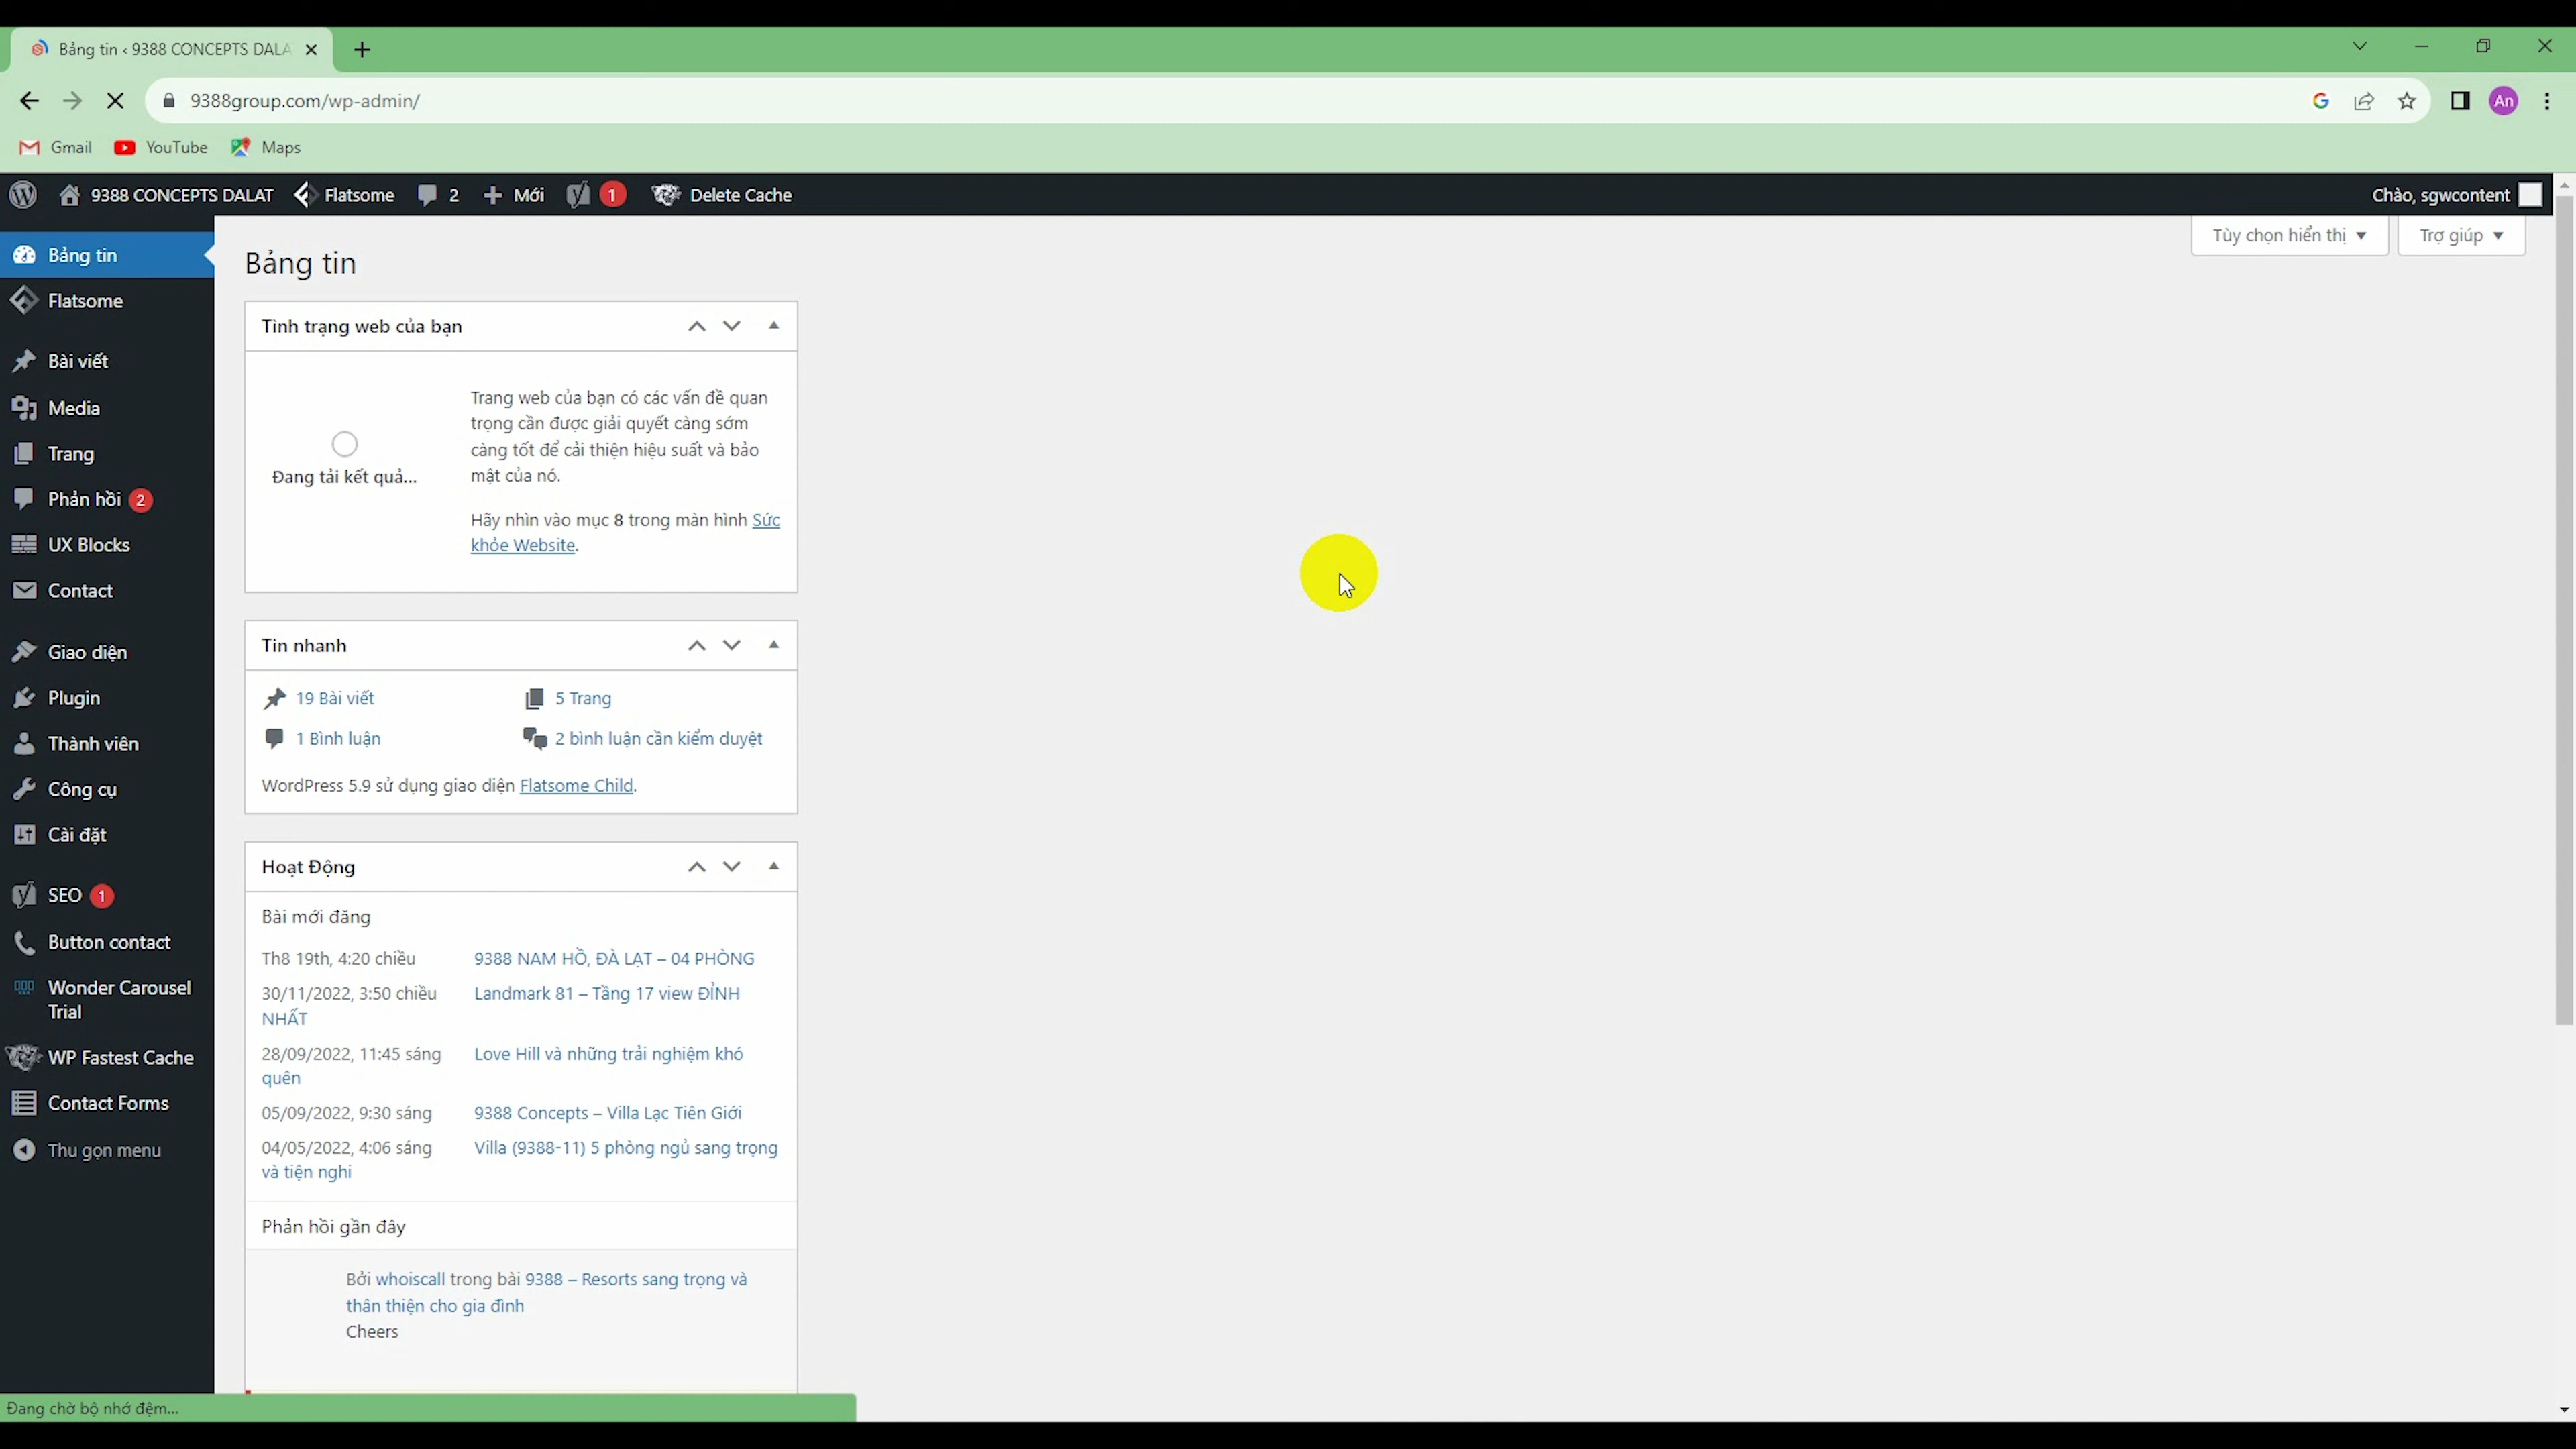 Bảng tin ‹ 9388 CONCEPTS DALA
9388group.com/wp-admin/
An
Gmail
YouTube
Maps
9388 CONCEPTS DALAT
Flatsome
2
Mới
1
Delete Cache
Chào, sgwcontent
Bảng tin
Flatsome
Bài viết
Media
Trang
Phản hồi 2
UX Blocks
Contact
Giao diện
Plugin
Thành viên
Công cụ
Cài đặt
SEO 1
Button contact
Wonder Carousel
Trial
WP Fastest Cache
Contact Forms
Thu gọn menu
Tùy chọn hiển thị
Trợ giúp
Bảng tin
Tình trạng web của bạn
Đang tải kết quả...
Trang web của bạn có các vấn đề quan
trọng cần được giải quyết càng sớm
càng tốt để cải thiện hiệu suất và bảo
mật của nó.
Hãy nhìn vào mục 8 trong màn hình Sức
khỏe Website.
Tin nhanh
19 Bài viết
5 Trang
1 Bình luận
2 bình luận cần kiểm duyệt
WordPress 5.9 sử dụng giao diện Flatsome Child.
Hoạt Động
Bài mới đăng
Th8 19th, 4:20 chiều 9388 NAM HỒ, ĐÀ LẠT – 04 PHÒNG
30/11/2022, 3:50 chiều Landmark 81 – Tầng 17 view ĐỈNH
NHẤT
28/09/2022, 11:45 sáng Love Hill và những trải nghiệm khó
quên
05/09/2022, 9:30 sáng 9388 Concepts – Villa Lạc Tiên Giới
04/05/2022, 4:06 sáng Villa (9388-11) 5 phòng ngủ sang trọng
và tiện nghi
Phản hồi gần đây
Bởi whoiscall trong bài 9388 – Resorts sang trọng và
thân thiện cho gia đình
Cheers
Đang chờ bộ nhớ đệm...